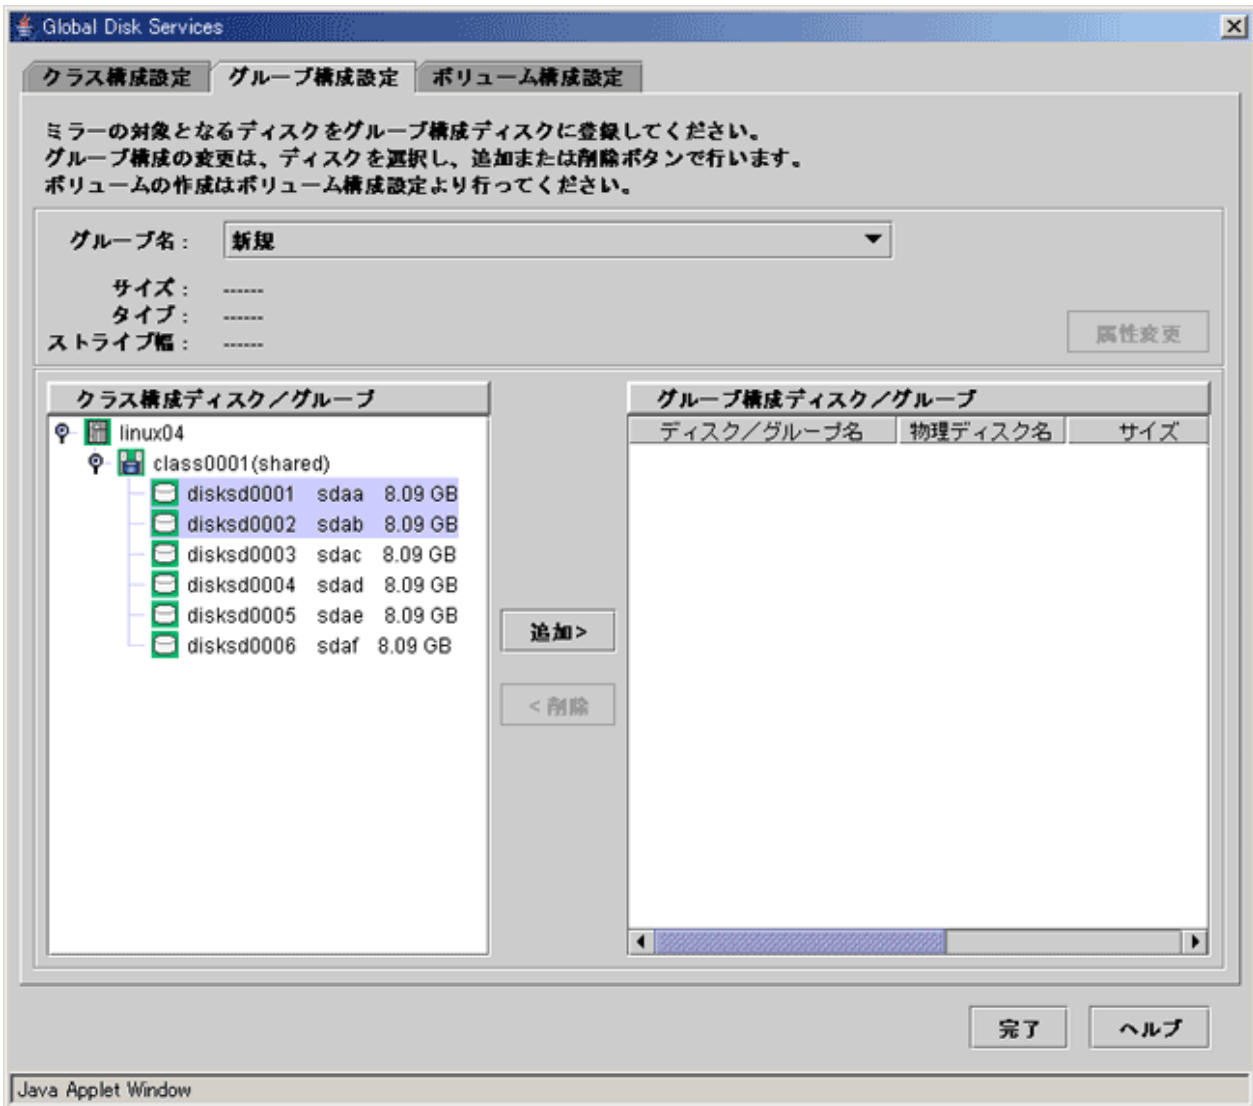 Global Disk Services
クラス構成設定 グループ構成設定 ボリューム構成設定
ミラーの対象となるディスクをグループ構成ディスクに登録してください。
グループ構成の変更は、ディスクを選択し、追加または削除ボタンで行います。
ボリュームの作成はボリューム構成設定より行ってください。
グループ名： 新規
サイズ： ------
タイプ： ------
ストライプ幅： ------
属性変更
クラス構成ディスク／グループ
linux04
class0001(shared)
disksd0001 sdaa 8.09 GB
disksd0002 sdab 8.09 GB
disksd0003 sdac 8.09 GB
disksd0004 sdad 8.09 GB
disksd0005 sdae 8.09 GB
disksd0006 sdaf 8.09 GB
追加>
< 削除
グループ構成ディスク／グループ
ディスク／グループ名 物理ディスク名 サイズ
完了 ヘルプ
Java Applet Window